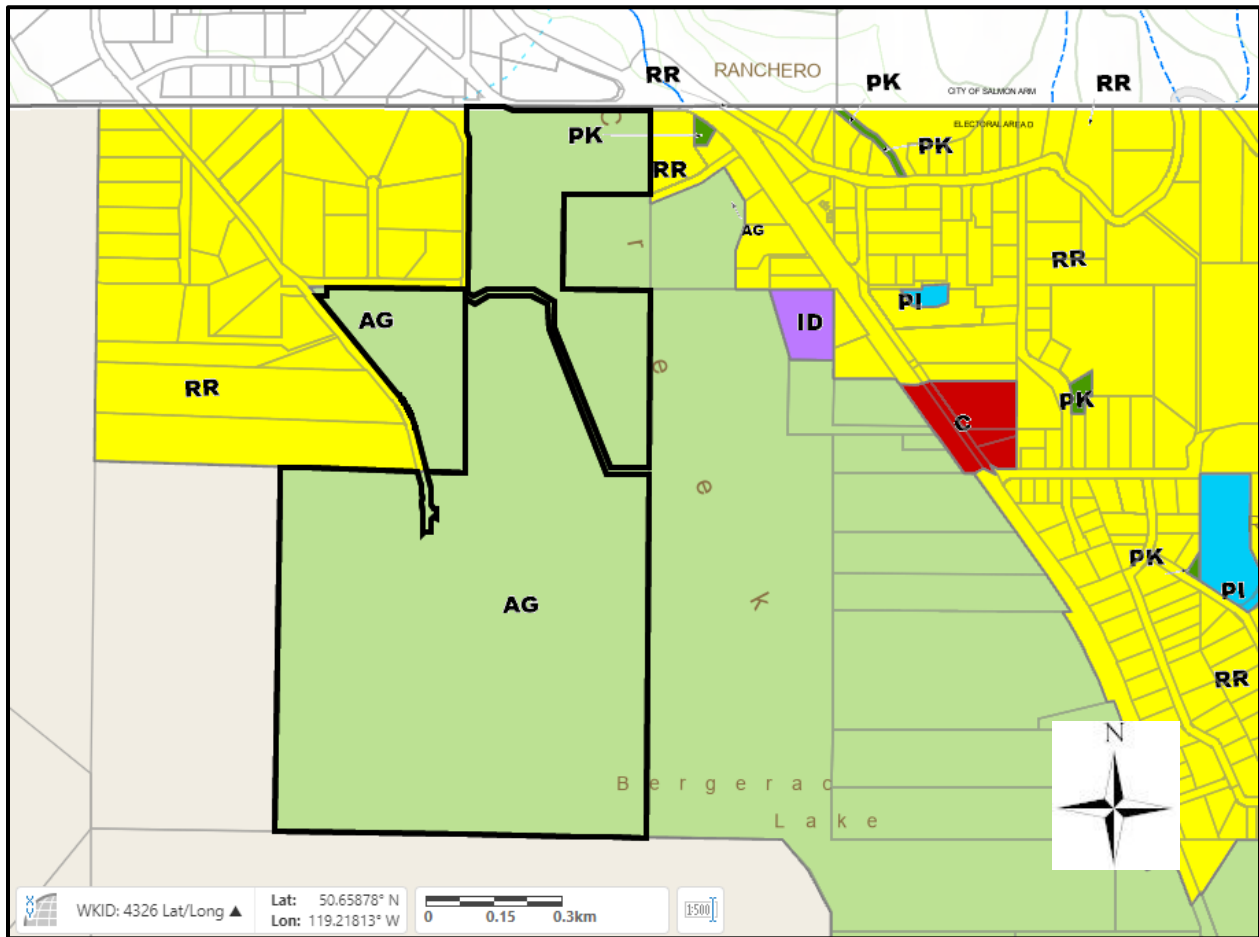 RR
RANCHERO
PK
RR
CITY OF SALMON ARM
C
PK
ELECTORAL AREA D
PK
RR
AG
r
RR
PI
AG
ID
e
RR
PK
C
e
PK
PI
AG
k
RR
N
Bergerac
Lake
WKID: 4326 Lat/Long ▲
Lat: 50.65878° N
Lon: 119.21813° W
0 0.15 0.3km
1:500